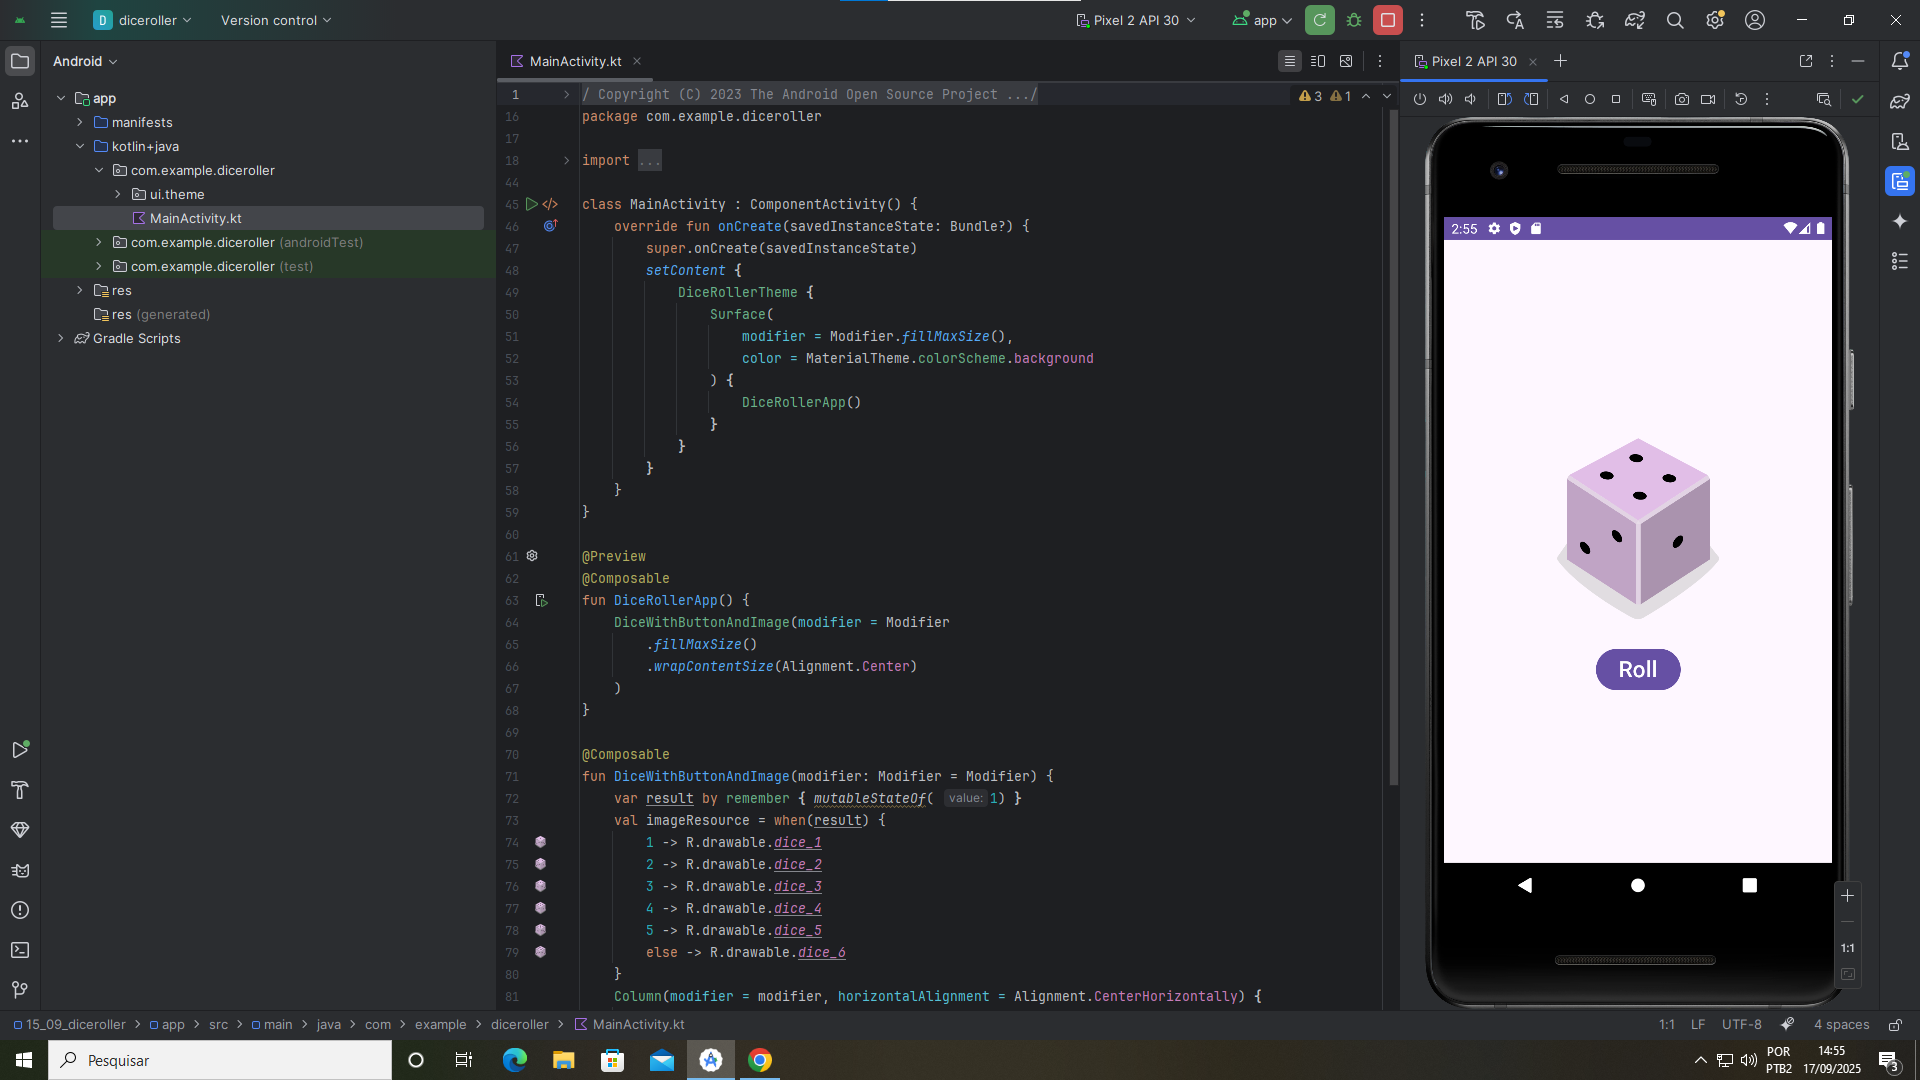 D diceroller
Version control
Pixel 2 API 30
app
Android
app
manifests
kotlin+java
com.example.diceroller
ui.theme
MainActivity.kt
com.example.diceroller (androidTest)
com.example.diceroller (test)
res
res (generated)
Gradle Scripts
MainActivity.kt
3 1
1 / Copyright (C) 2023 The Android Open Source Project .../
16 package com.example.diceroller
17
18 import ...
44
45 class MainActivity : ComponentActivity() {
46 override fun onCreate(savedInstanceState: Bundle?) {
47 super.onCreate(savedInstanceState)
48 setContent {
49 DiceRollerTheme {
50 Surface(
51 modifier = Modifier.fillMaxSize(),
52 color = MaterialTheme.colorScheme.background
53 ) {
54 DiceRollerApp()
55 }
56 }
57 }
58 }
59 }
60
61 @Preview
62 @Composable
63 fun DiceRollerApp() {
64 DiceWithButtonAndImage(modifier = Modifier
65 .fillMaxSize()
66 .wrapContentSize(Alignment.Center)
67 )
68 }
69
70 @Composable
71 fun DiceWithButtonAndImage(modifier: Modifier = Modifier) {
72 var result by remember { mutableStateOf( value: 1) }
73 val imageResource = when(result) {
74 1 -> R.drawable.dice_1
75 2 -> R.drawable.dice_2
76 3 -> R.drawable.dice_3
77 4 -> R.drawable.dice_4
78 5 -> R.drawable.dice_5
79 else -> R.drawable.dice_6
80 }
81 Column(modifier = modifier, horizontalAlignment = Alignment.CenterHorizontally) {
Pixel 2 API 30
2:55
Roll
1:1
15_09_diceroller > app > src > main > java > com > example > diceroller > MainActivity.kt
1:1 LF UTF-8 4 spaces
Pesquisar
POR
PTB2
14:55
17/09/2025
3